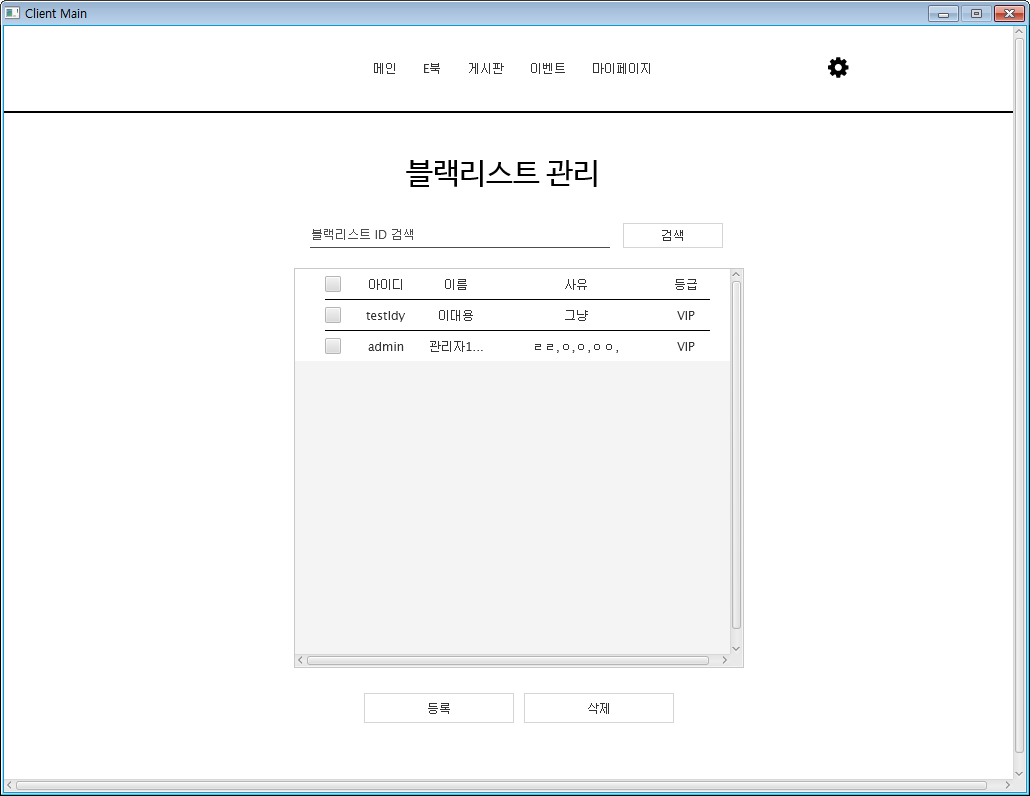 Client Main
메인 E북 게시판 이벤트 마이페이지
블랙리스트 관리
블랙리스트 ID 검색 검색
아이디 이름 사유 등급
testldy 이대용 그냥 VIP
admin 관리자1... ㄹㄹ,ㅇ,ㅇ,ㅇㅇ, VIP
등록 삭제